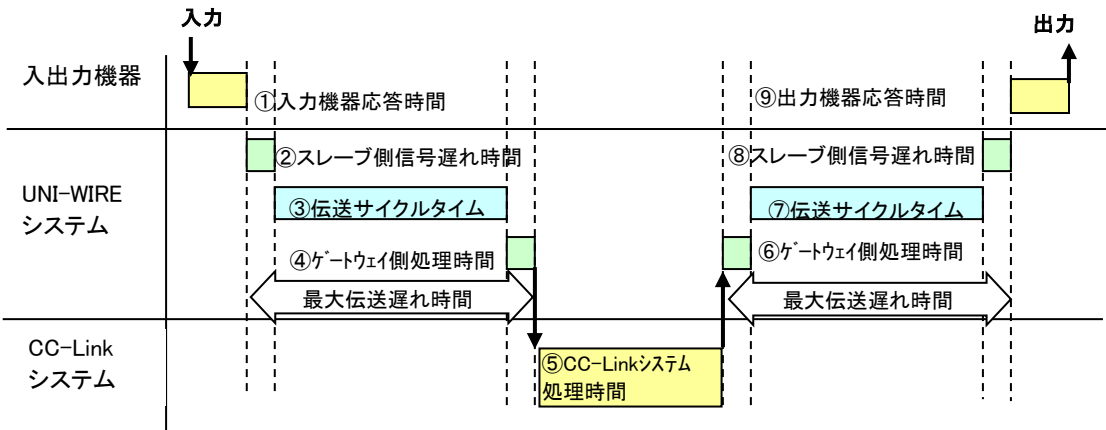 入力
出力
入出力機器
①入力機器応答時間
⑨出力機器応答時間
②スレーブ側信号遅れ時間
⑧スレーブ側信号遅れ時間
UNI-WIRE
システム
③伝送サイクルタイム
⑦伝送サイクルタイム
④ｹﾞｰﾄｳｪｲ側処理時間
⑥ｹﾞｰﾄｳｪｲ側処理時間
最大伝送遅れ時間
最大伝送遅れ時間
CC-Link
システム
⑤CC-Linkｼｽﾃﾑ
処理時間